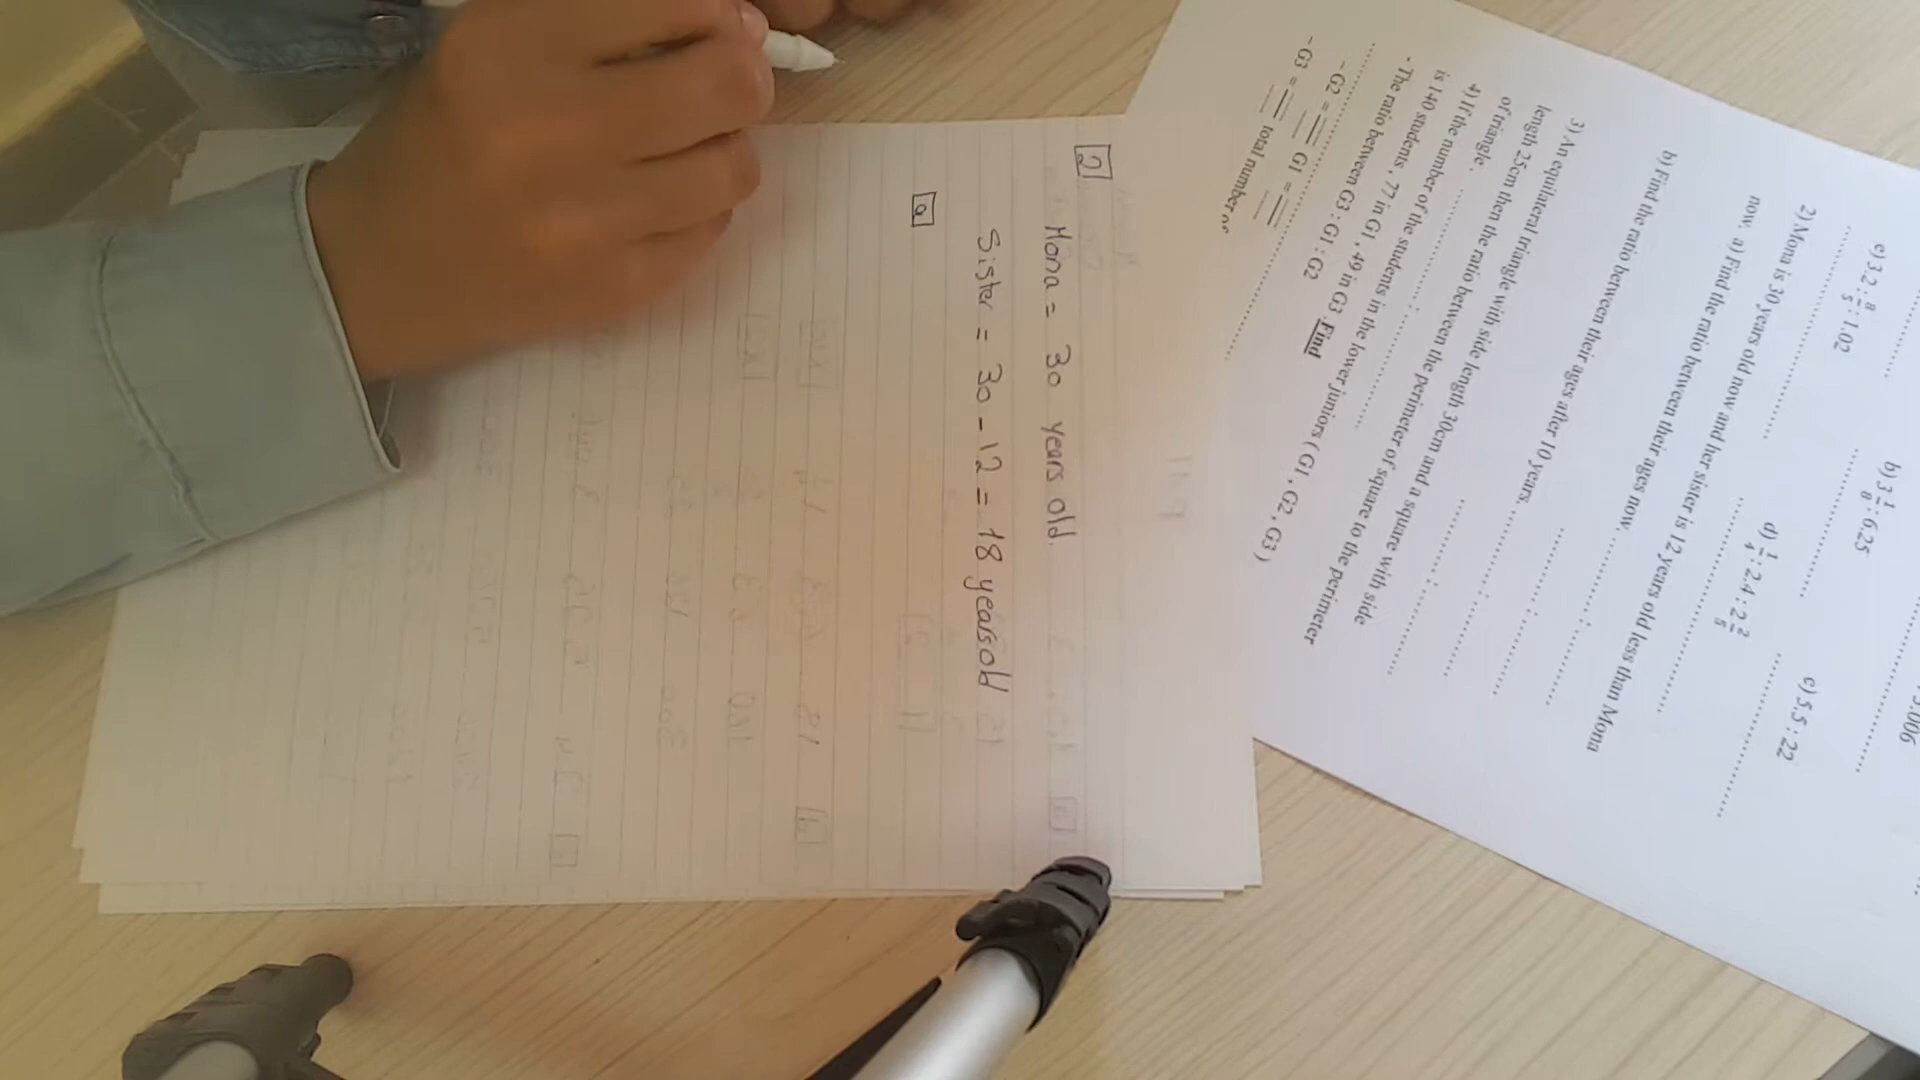 5.006
b) 3 1/8 : 6.25
c) 5.5 : 22
d) 1/4 : 2.4 : 2 2/5
e) 3.2 : 8/5 : 1.02
2) Mona is 30 years old now and her sister is 12 years old less than Mona
now. a) Find the ratio between their ages now.
b) Find the ratio between their ages after 10 years.
3) An equilateral triangle with side length 30cm and a square with side
length 25cm then the ratio between the perimeter of square to the perimeter
of triangle.
4) If the number of the students in the lower juniors ( G1 , G2 , G3 )
is 140 students , 77 in G1 , 49 in G3 . Find
- The ratio between G3 : G1 : G2
- G2 = G1 =
- G3 = total number
2
Mona = 30 years old.
Sister = 30 - 12 = 18 years old
a